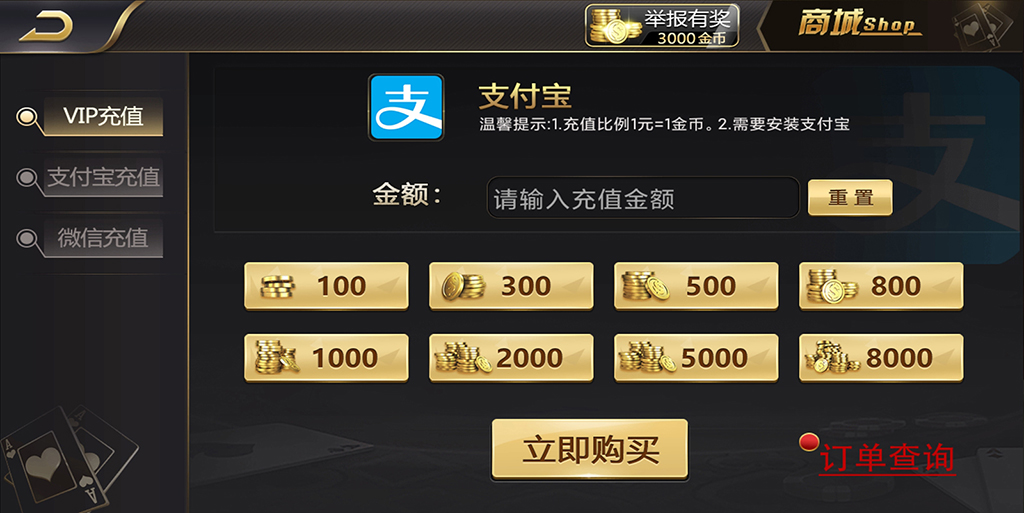 举报有奖
3000金币
商城Shop
VIP充值
支付宝充值
微信充值
支
支付宝
温馨提示:1.充值比例1元=1金币。2.需要安装支付宝
金额：
请输入充值金额
重置
100
300
500
800
1000
2000
5000
8000
立即购买
订单查询